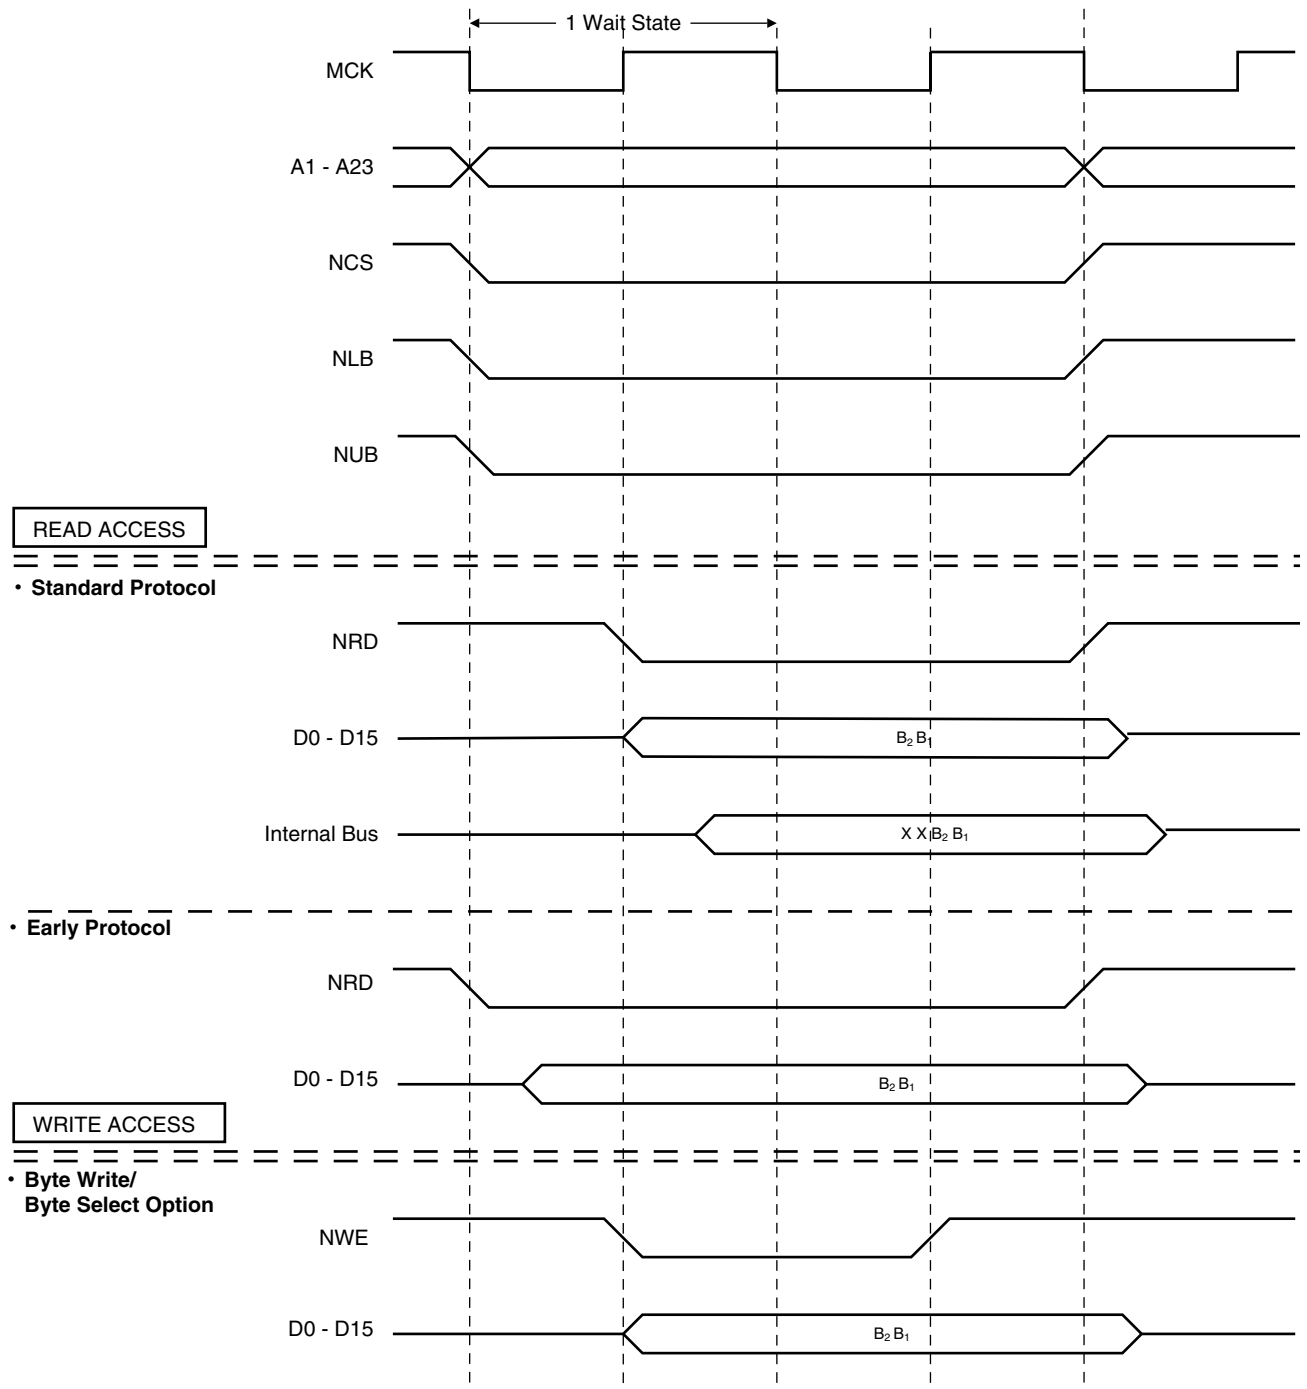 1 Wait State
MCK
A1 - A23
NCS
NLB
NUB
READ ACCESS
• Standard Protocol
NRD
D0 - D15
B₂ B₁
Internal Bus
X X B₂ B₁
• Early Protocol
NRD
D0 - D15
B₂ B₁
WRITE ACCESS
• Byte Write/
Byte Select Option
NWE
D0 - D15
B₂ B₁